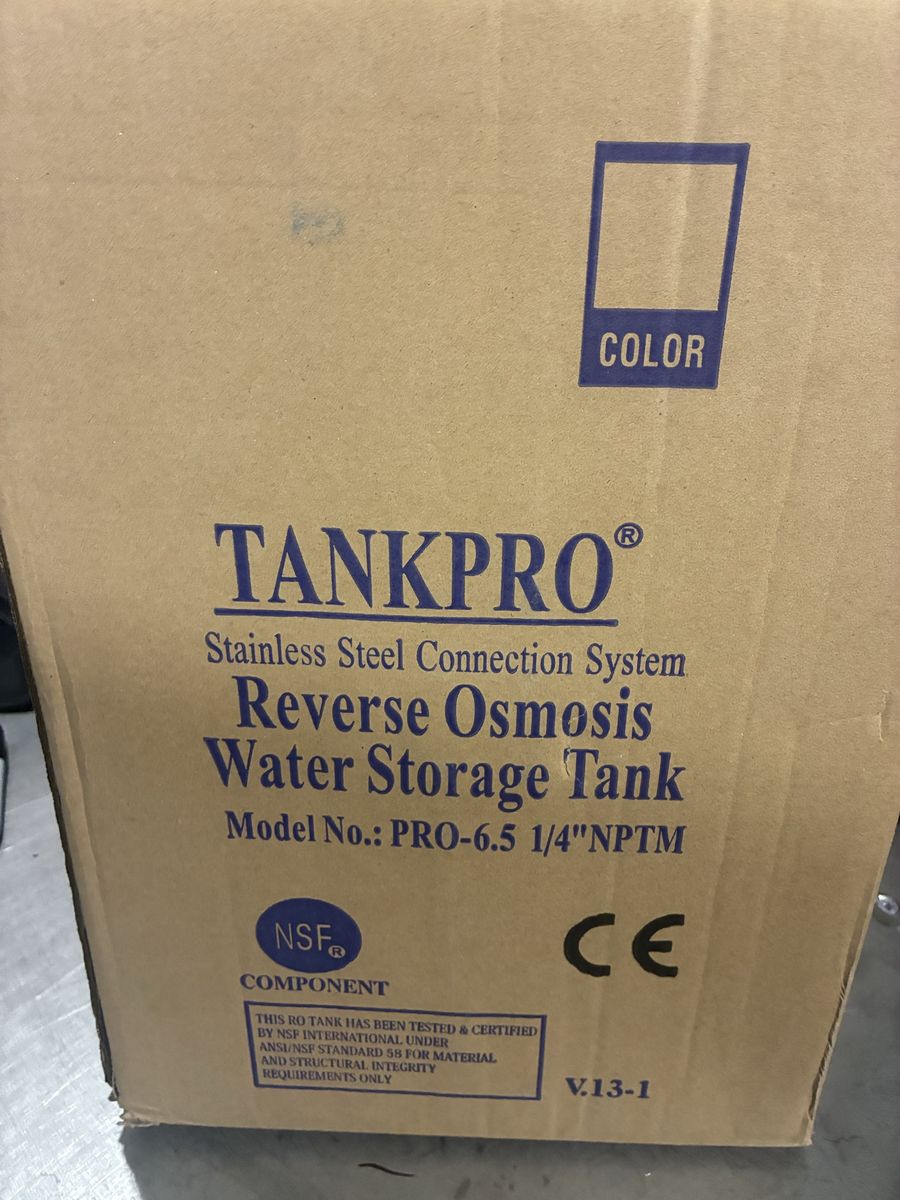 COLOR
TANKPRO®
Stainless Steel Connection System
Reverse Osmosis
Water Storage Tank
Model No.: PRO-6.5 1/4"NPTM
NSF®
CE
COMPONENT
THIS RO TANK HAS BEEN TESTED & CERTIFIED
BY NSF INTERNATIONAL UNDER
ANSI/NSF STANDARD 58 FOR MATERIAL
AND STRUCTURAL INTEGRITY
REQUIREMENTS ONLY
V.13-1